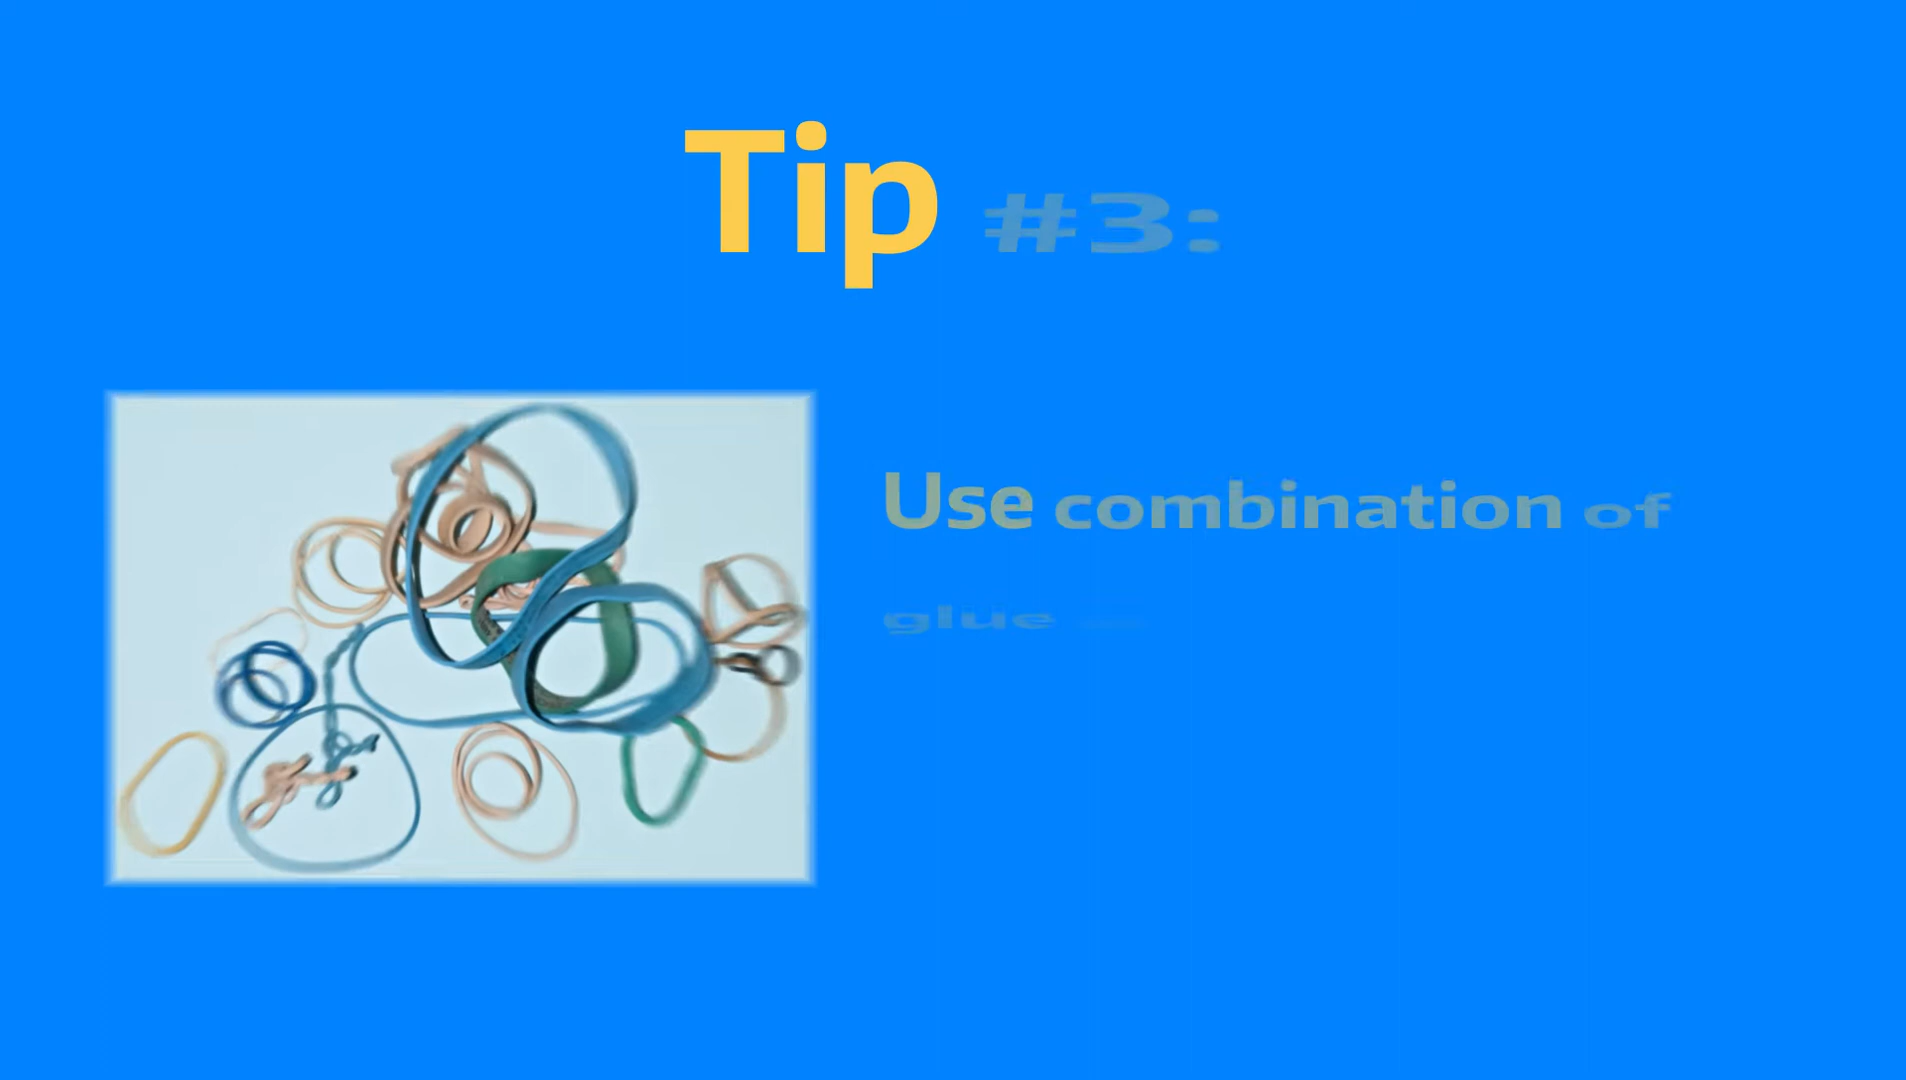 Tip #3:
Use combination of
glue